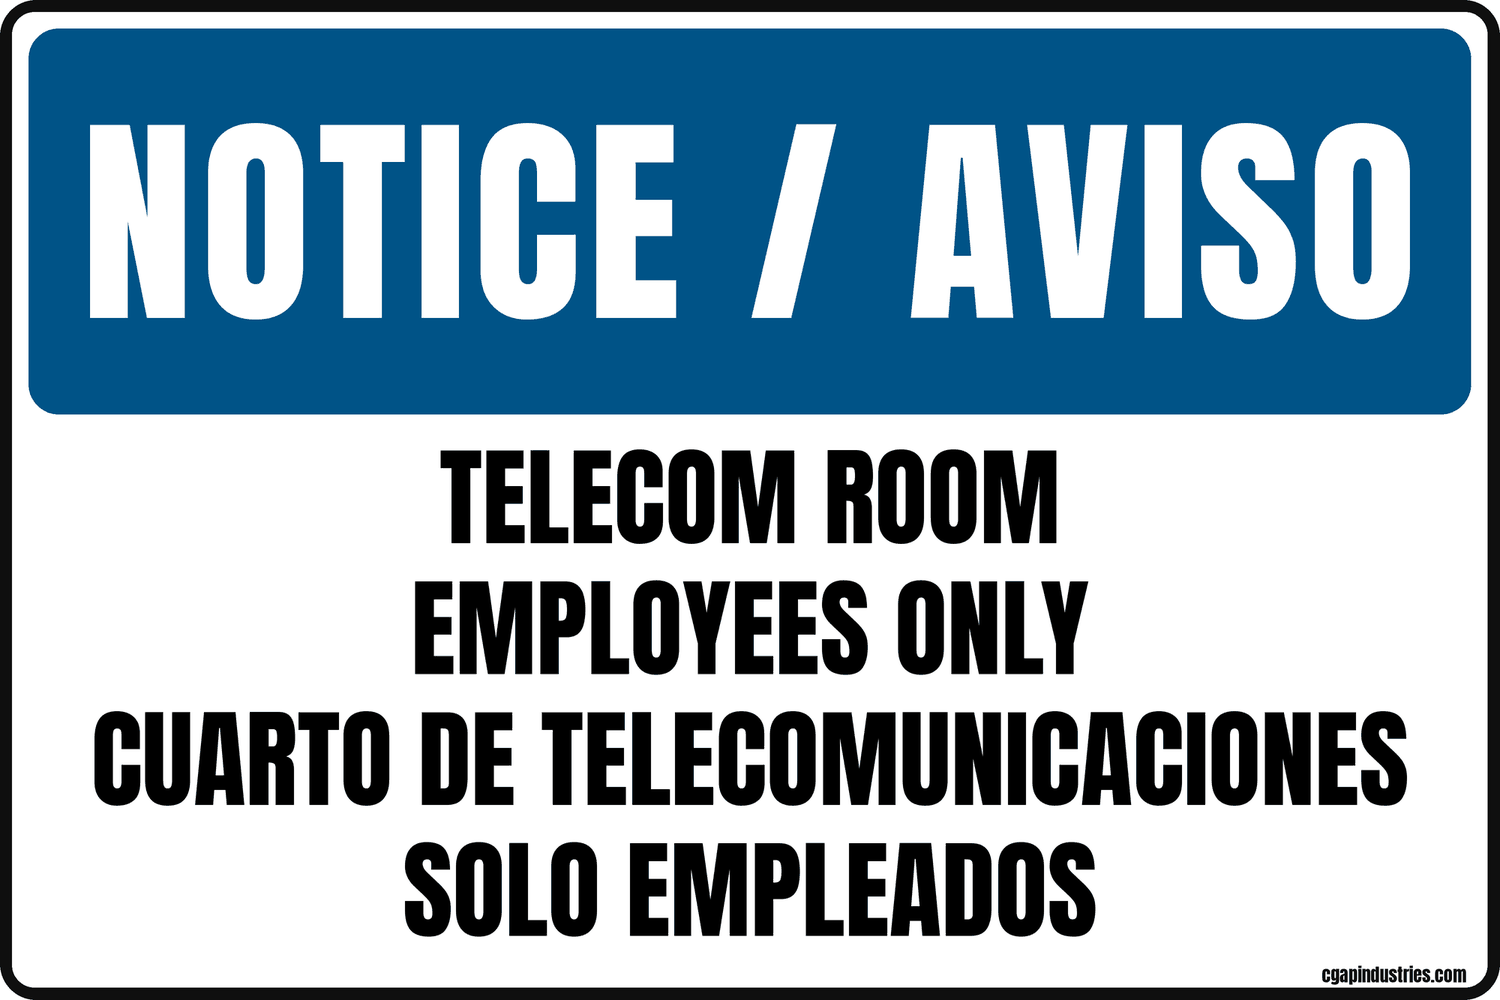 NOTICE / AVISO
TELECOM ROOM
EMPLOYEES ONLY
CUARTO DE TELECOMUNICACIONES
SOLO EMPLEADOS
cgapindustries.com